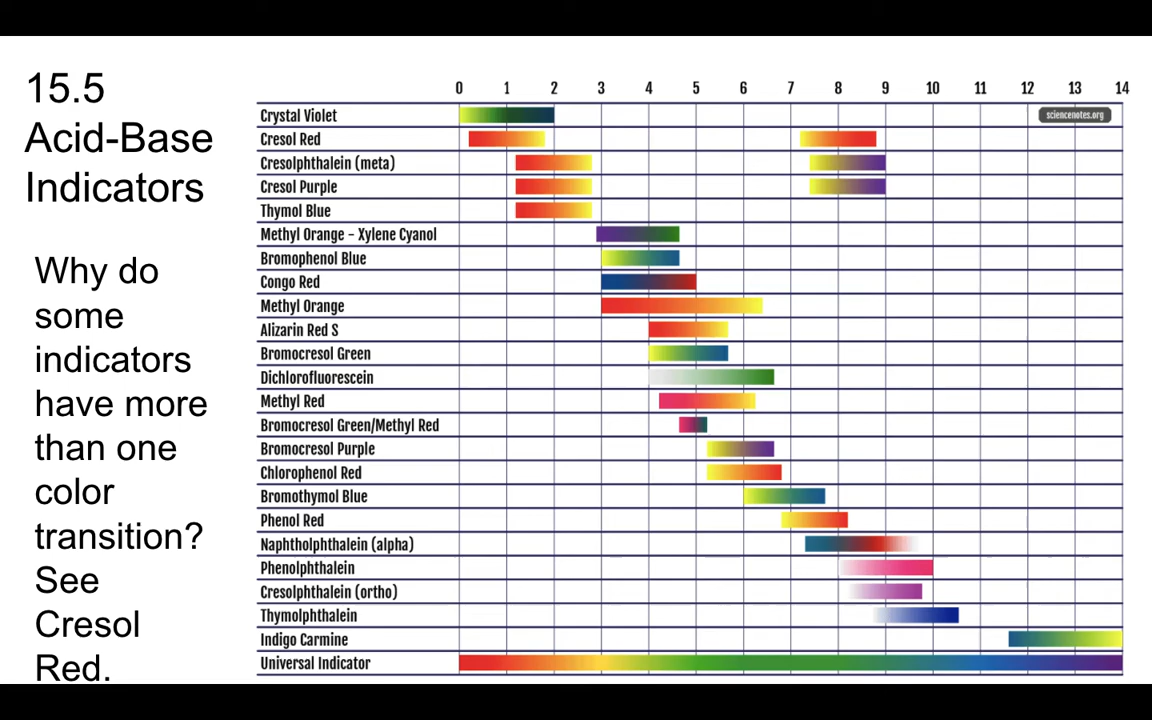 15.5
Acid-Base
Indicators
Why do
some
indicators
have more
than one
color
transition?
See
Cresol
Red.
0 1 2 3 4 5 6 7 8 9 10 11 12 13 14
Crystal Violet
sciencenotes.org
Cresol Red
Cresolphthalein (meta)
Cresol Purple
Thymol Blue
Methyl Orange - Xylene Cyanol
Bromophenol Blue
Congo Red
Methyl Orange
Alizarin Red S
Bromocresol Green
Dichlorofluorescein
Methyl Red
Bromocresol Green/Methyl Red
Bromocresol Purple
Chlorophenol Red
Bromothymol Blue
Phenol Red
Naphtholphthalein (alpha)
Phenolphthalein
Cresolphthalein (ortho)
Thymolphthalein
Indigo Carmine
Universal Indicator